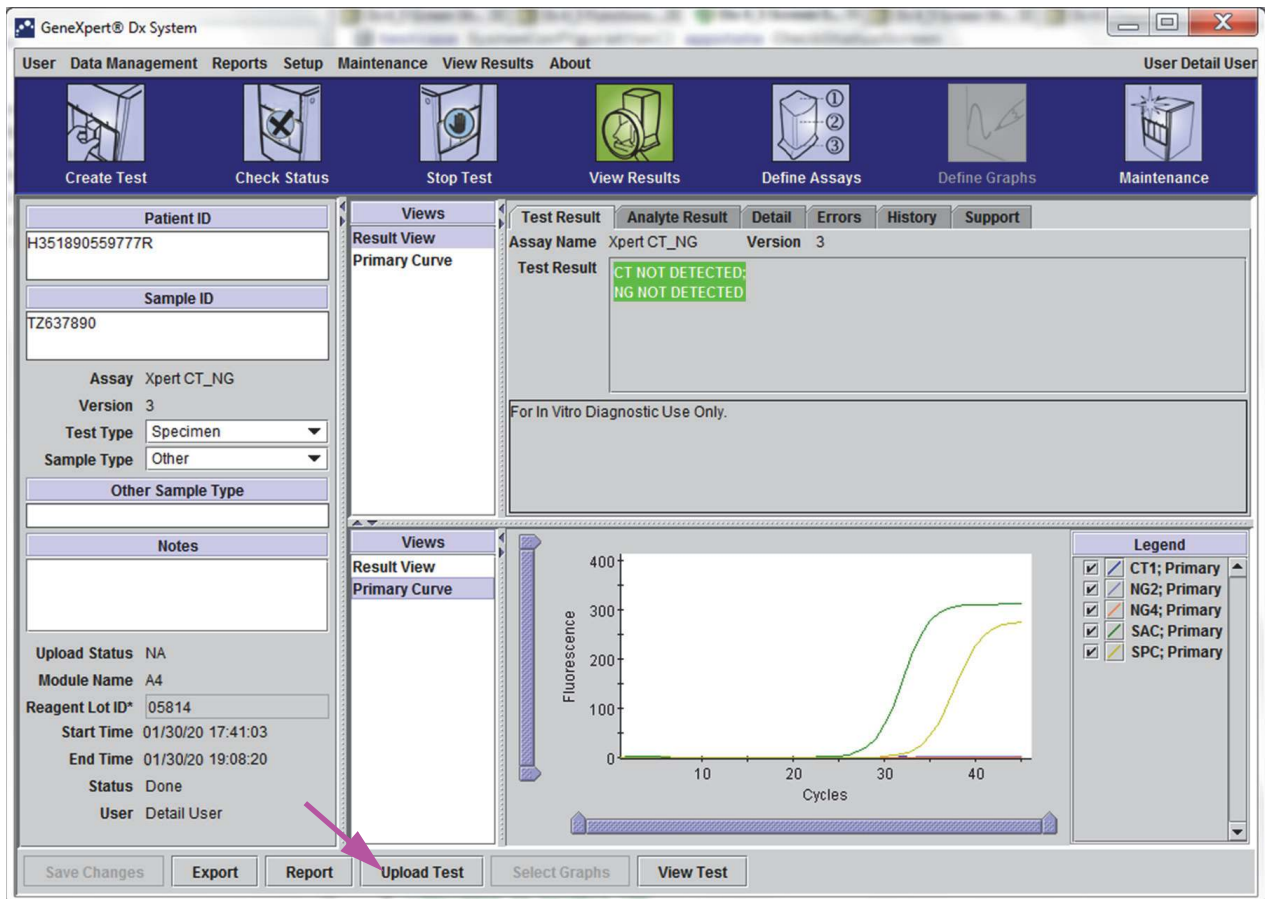 GeneXpert® Dx System
User Data Management Reports Setup Maintenance View Results About User Detail User
Create Test Check Status Stop Test View Results Define Assays Define Graphs Maintenance
① ② ③
Patient ID
H351890559777R
Sample ID
TZ637890
Assay Xpert CT_NG
Version 3
Test Type Specimen
Sample Type Other
Other Sample Type
Notes
Upload Status NA
Module Name A4
Reagent Lot ID* 05814
Start Time 01/30/20 17:41:03
End Time 01/30/20 19:08:20
Status Done
User Detail User
Views
Result View
Primary Curve
Test Result Analyte Result Detail Errors History Support
Assay Name Xpert CT_NG Version 3
Test Result CT NOT DETECTED;
NG NOT DETECTED
For In Vitro Diagnostic Use Only.
Views
Result View
Primary Curve
Fluorescence
400
300
200
100
0
10 20 30 40
Cycles
Legend
CT1; Primary
NG2; Primary
NG4; Primary
SAC; Primary
SPC; Primary
Save Changes Export Report Upload Test Select Graphs View Test